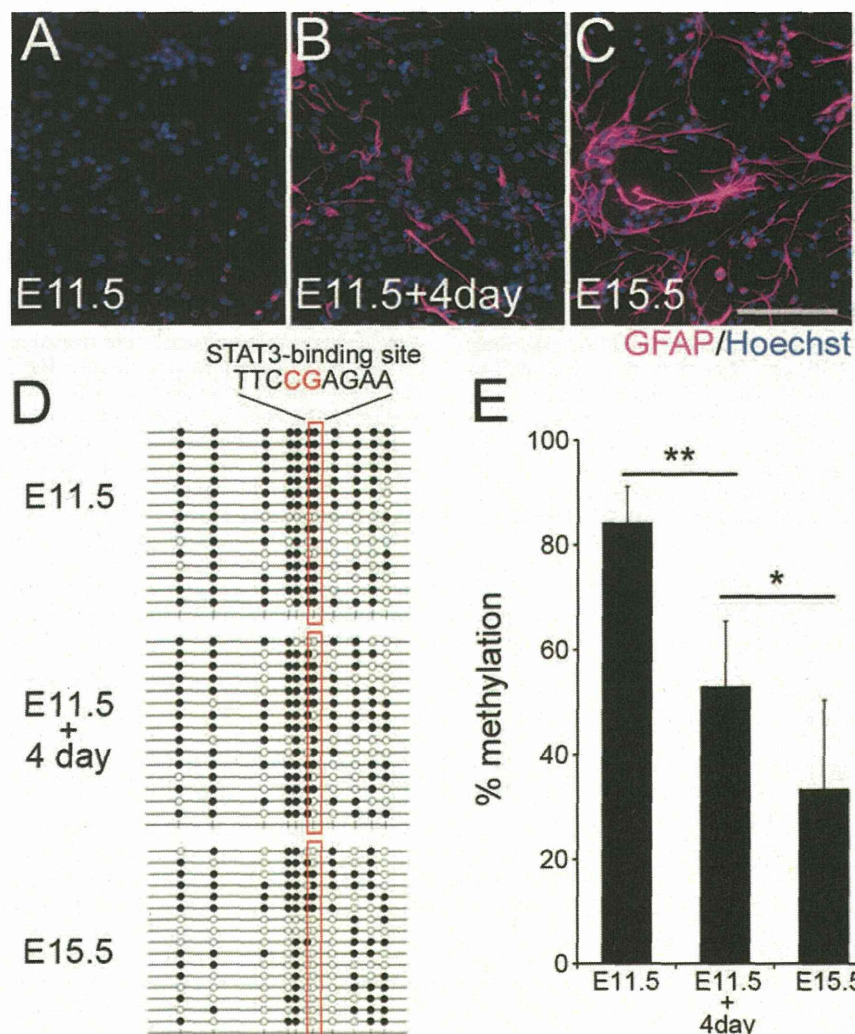 A
B
C
E11.5
E11.5+4day
E15.5
GFAP/Hoechst
D
STAT3-binding site
TTCCGAGAA
E11.5
E11.5
+
4 day
E15.5
E
% methylation
100
80
60
40
20
0
**
*
E11.5
E11.5
+
4day
E15.5